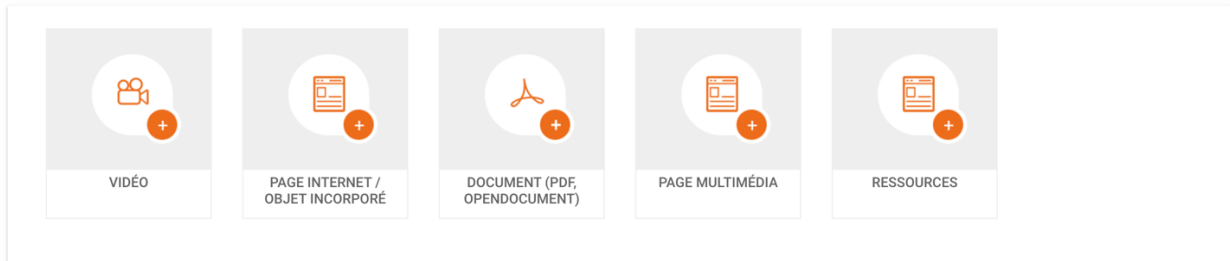 VIDÉO
PAGE INTERNET /
OBJET INCORPORÉ
DOCUMENT (PDF,
OPENDOCUMENT)
PAGE MULTIMÉDIA
RESSOURCES